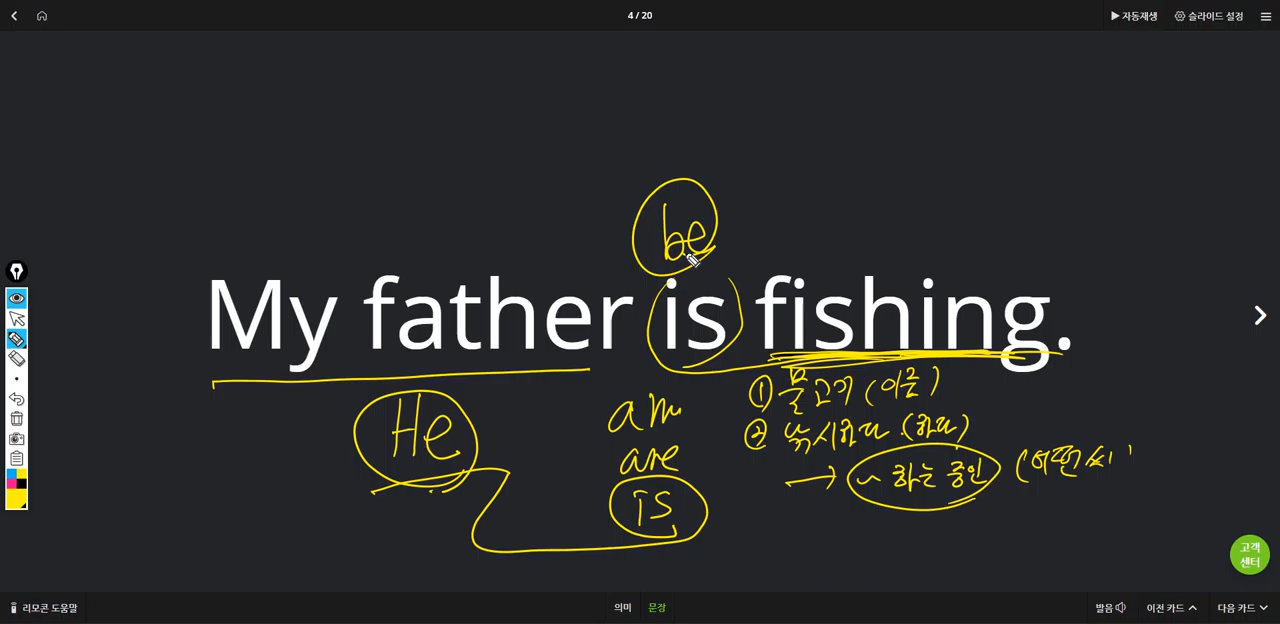 4 / 20
자동재생
슬라이드 설정
be
My father is fishing.
① 물고기 (이름)
He
am
② 낚시하다 (하다)
are
→ ~ 하는 중인 (어떤씨)
is
고객
센터
리모콘 도움말
의미
문장
발음
이전 카드
다음 카드